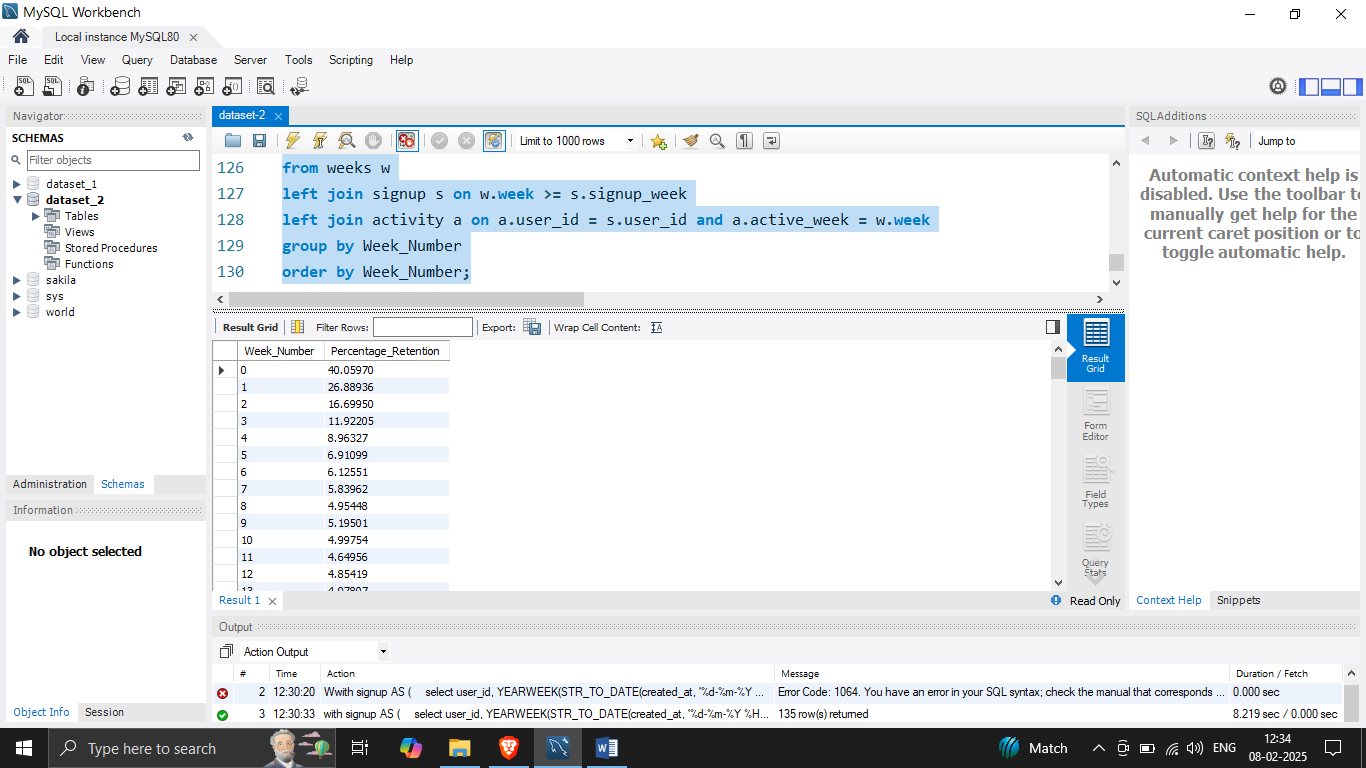 MySQL Workbench
Local instance MySQL80
File Edit View Query Database Server Tools Scripting Help
Navigator
SCHEMAS
Filter objects
dataset_1
dataset_2
Tables
Views
Stored Procedures
Functions
sakila
sys
world
Administration Schemas
Information
No object selected
Object Info Session
dataset-2
Limit to 1000 rows
126 from weeks w
127 left join signup s on w.week >= s.signup_week
128 left join activity a on a.user_id = s.user_id and a.active_week = w.week
129 group by Week_Number
130 order by Week_Number;
Result Grid Filter Rows: Export: Wrap Cell Content:
Week_Number Percentage_Retention
0 40.05970
1 26.88936
2 16.69950
3 11.92205
4 8.96327
5 6.91099
6 6.12551
7 5.83962
8 4.95448
9 5.19501
10 4.99754
11 4.64956
12 4.85419
13 4.07807
Result Grid
Form Editor
Field Types
Query Stats
Result 1
Read Only
SQLAdditions
Jump to
Automatic context help is
disabled. Use the toolbar to
manually get help for the
current caret position or to
toggle automatic help.
Context Help Snippets
Output
Action Output
# Time Action Message Duration / Fetch
2 12:30:20 Wwith signup AS ( select user_id, YEARWEEK(STR_TO_DATE(created_at, '%d-%m-%Y ... Error Code: 1064. You have an error in your SQL syntax; check the manual that corresponds ... 0.000 sec
3 12:30:33 with signup AS ( select user_id, YEARWEEK(STR_TO_DATE(created_at, '%d-%m-%Y %H... 135 row(s) returned 8.219 sec / 0.000 sec
Type here to search
Match
ENG
12:34
08-02-2025